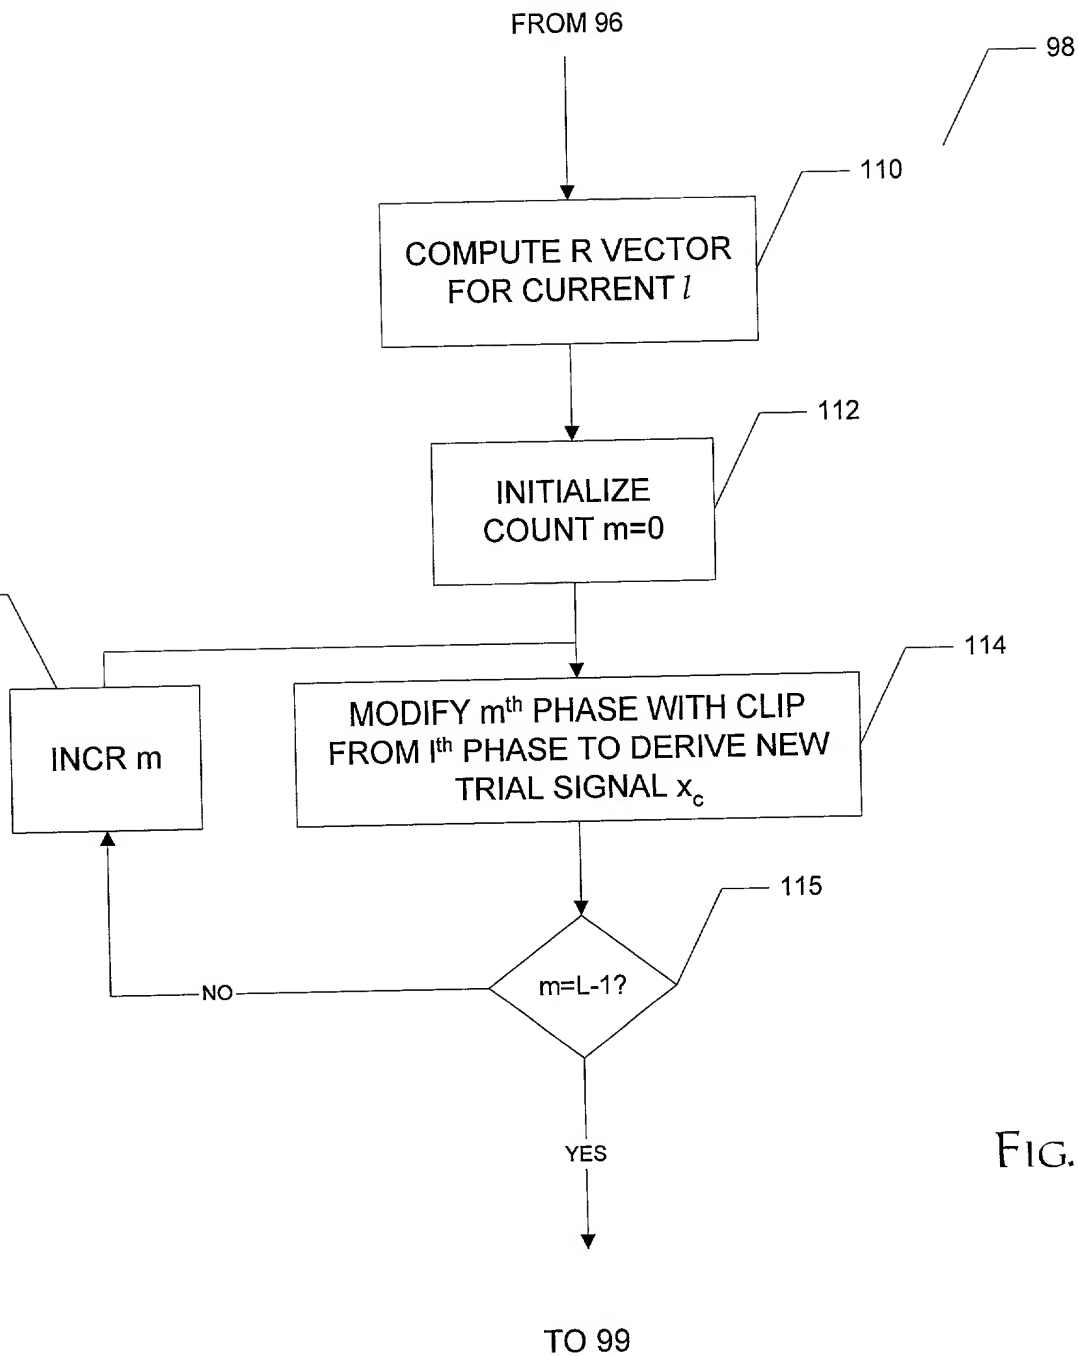 FROM 96
98
110
COMPUTE R VECTOR
FOR CURRENT l
112
INITIALIZE
COUNT m=0
114
MODIFY mth PHASE WITH CLIP
FROM lth PHASE TO DERIVE NEW
TRIAL SIGNAL xc
INCR m
115
m=L-1?
NO
YES
FIG.
TO 99